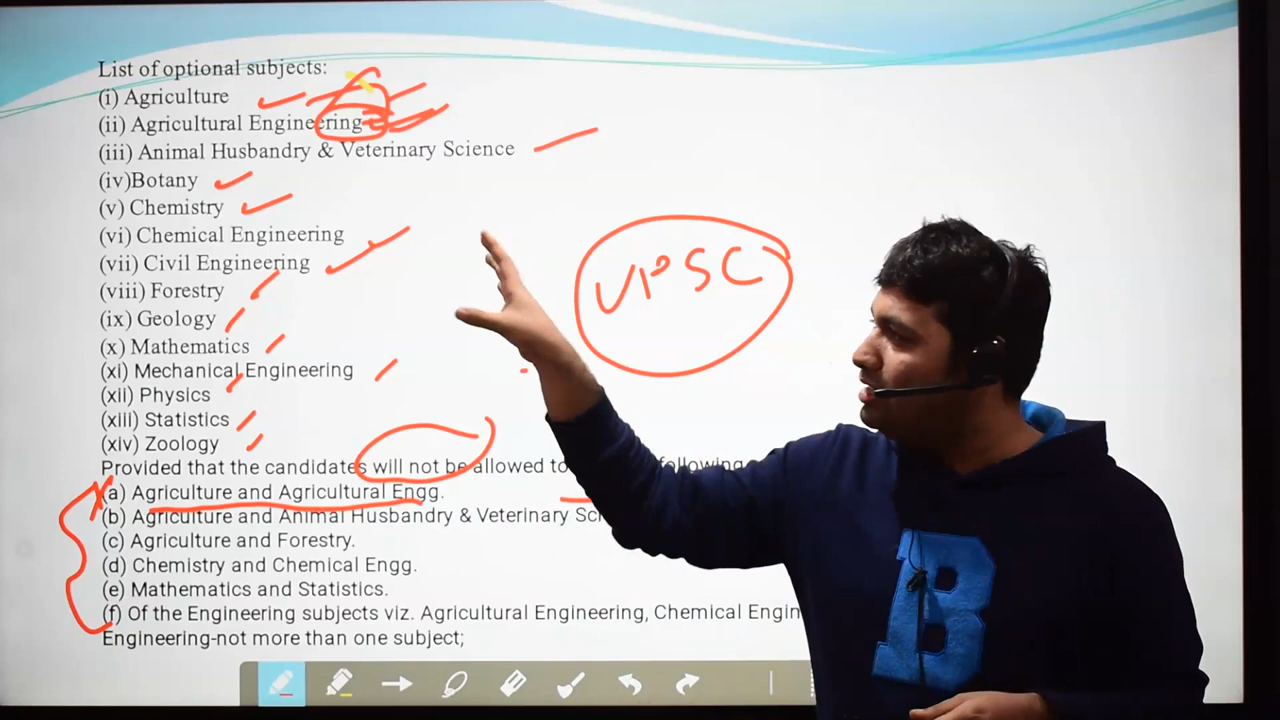 List of optional subjects:
(i) Agriculture
(ii) Agricultural Engineering
(iii) Animal Husbandry & Veterinary Science
(iv)Botany
(v) Chemistry
(vi) Chemical Engineering
(vii) Civil Engineering
(viii) Forestry
(ix) Geology
(x) Mathematics
(xi) Mechanical Engineering
(xii) Physics
(xiii) Statistics
(xiv) Zoology
UPSC
Provided that the candidates will not be allowed to following
(a) Agriculture and Agricultural Engg.
(b) Agriculture and Animal Husbandry & Veterinary
(c) Agriculture and Forestry.
(d) Chemistry and Chemical Engg.
(e) Mathematics and Statistics.
(f) Of the Engineering subjects viz. Agricultural Engineering, Chemical
Engineering-not more than one subject;
B